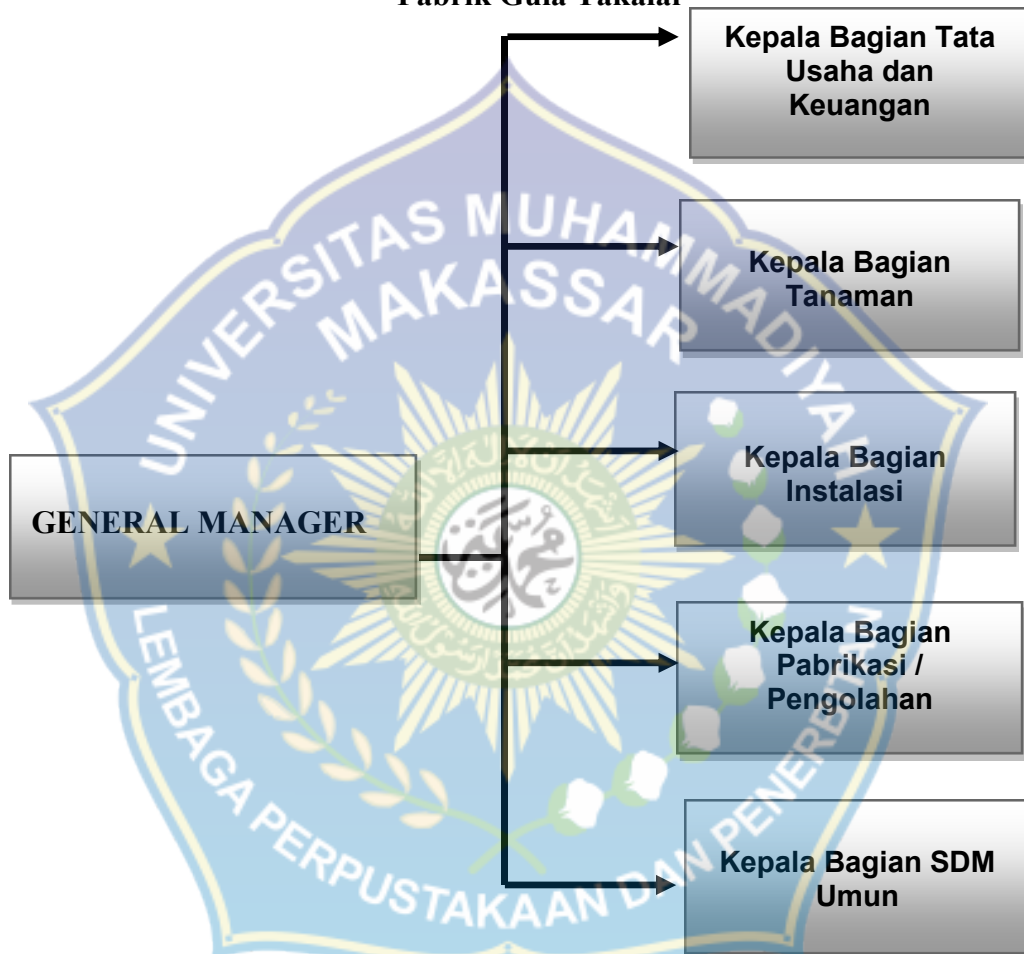 Pabrik Gula Takalar
Kepala Bagian Tata
Usaha dan
Keuangan
Kepala Bagian
Tanaman
Kepala Bagian
Instalasi
GENERAL MANAGER
Kepala Bagian
Pabrikasi /
Pengolahan
Kepala Bagian SDM
Umun
UNIVERSITAS MUHAMMADIYAH
MAKASSAR
LEMBAGA PERPUSTAKAAN DAN PENERBITAN